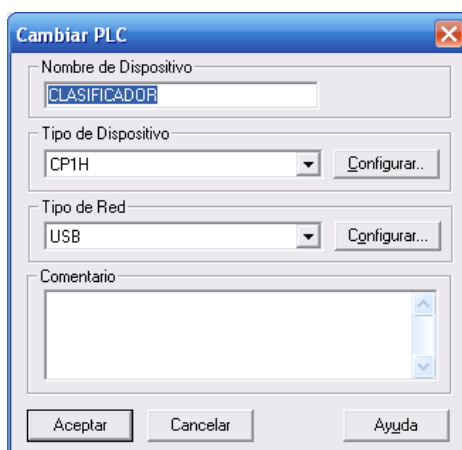 Cambiar PLC
Nombre de Dispositivo
CLASIFICADOR
Tipo de Dispositivo
CP1H
Configurar..
Tipo de Red
USB
Configurar...
Comentario
Aceptar
Cancelar
Ayuda